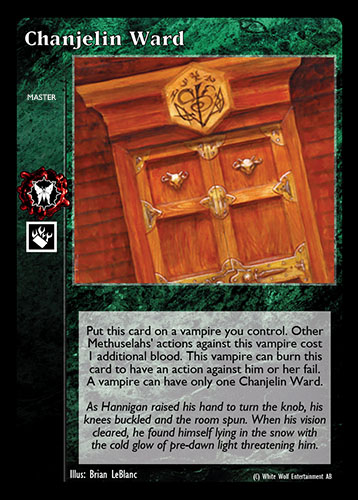 Chanjelin Ward
MASTER
Put this card on a vampire you control. Other
Methuselahs' actions against this vampire cost
1 additional blood. This vampire can burn this
card to have an action against him or her fail.
A vampire can have only one Chanjelin Ward.
As Hannigan raised his hand to turn the knob, his
knees buckled and the room spun. When his vision
cleared, he found himself lying in the snow with
the cold glow of pre-dawn light threatening him.
Illus: Brian LeBlanc
(C) White Wolf Entertainment AB